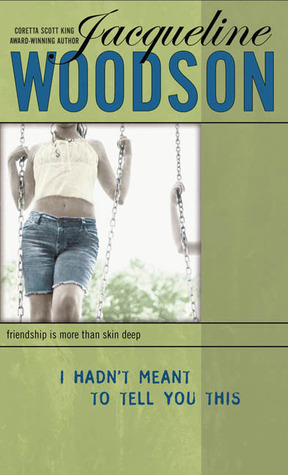 CORETTA SCOTT KING
AWARD-WINNING AUTHOR
Jacqueline
WOODSON
friendship is more than skin deep
I HADN'T MEANT
TO TELL YOU THIS